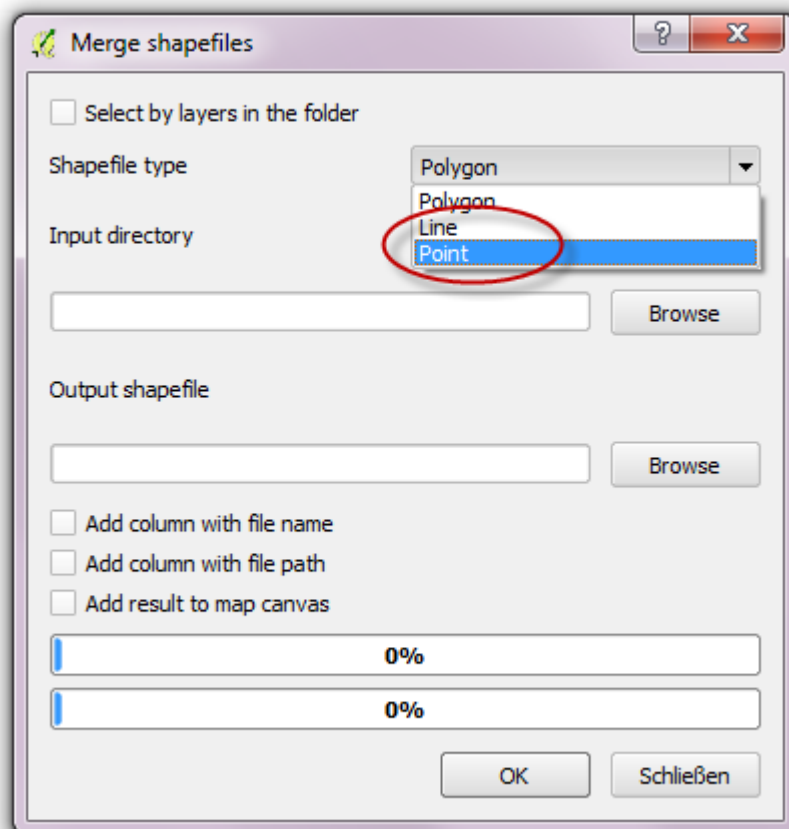 Merge shapefiles
?
Select by layers in the folder
Shapefile type
Polygon
Polygon
Line
Input directory
Point
Browse
Output shapefile
Browse
Add column with file name
Add column with file path
Add result to map canvas
0%
0%
OK
Schließen